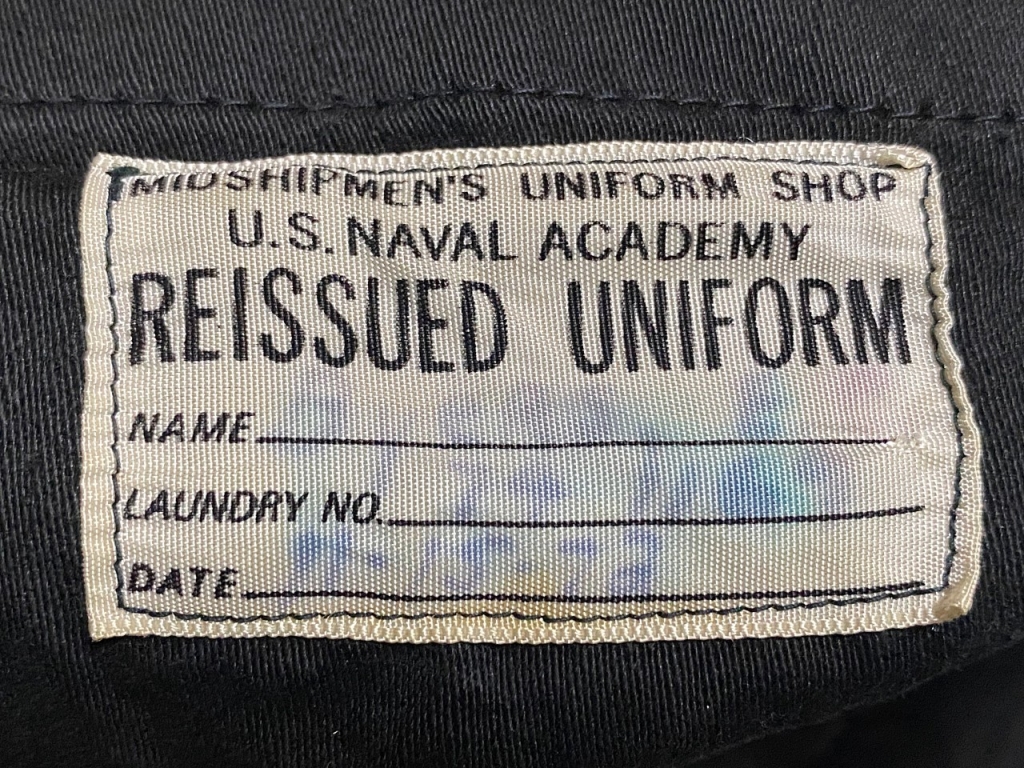 MIDSHIPMEN'S UNIFORM SHOP
U.S. NAVAL ACADEMY
REISSUED UNIFORM
NAME
LAUNDRY NO.
DATE